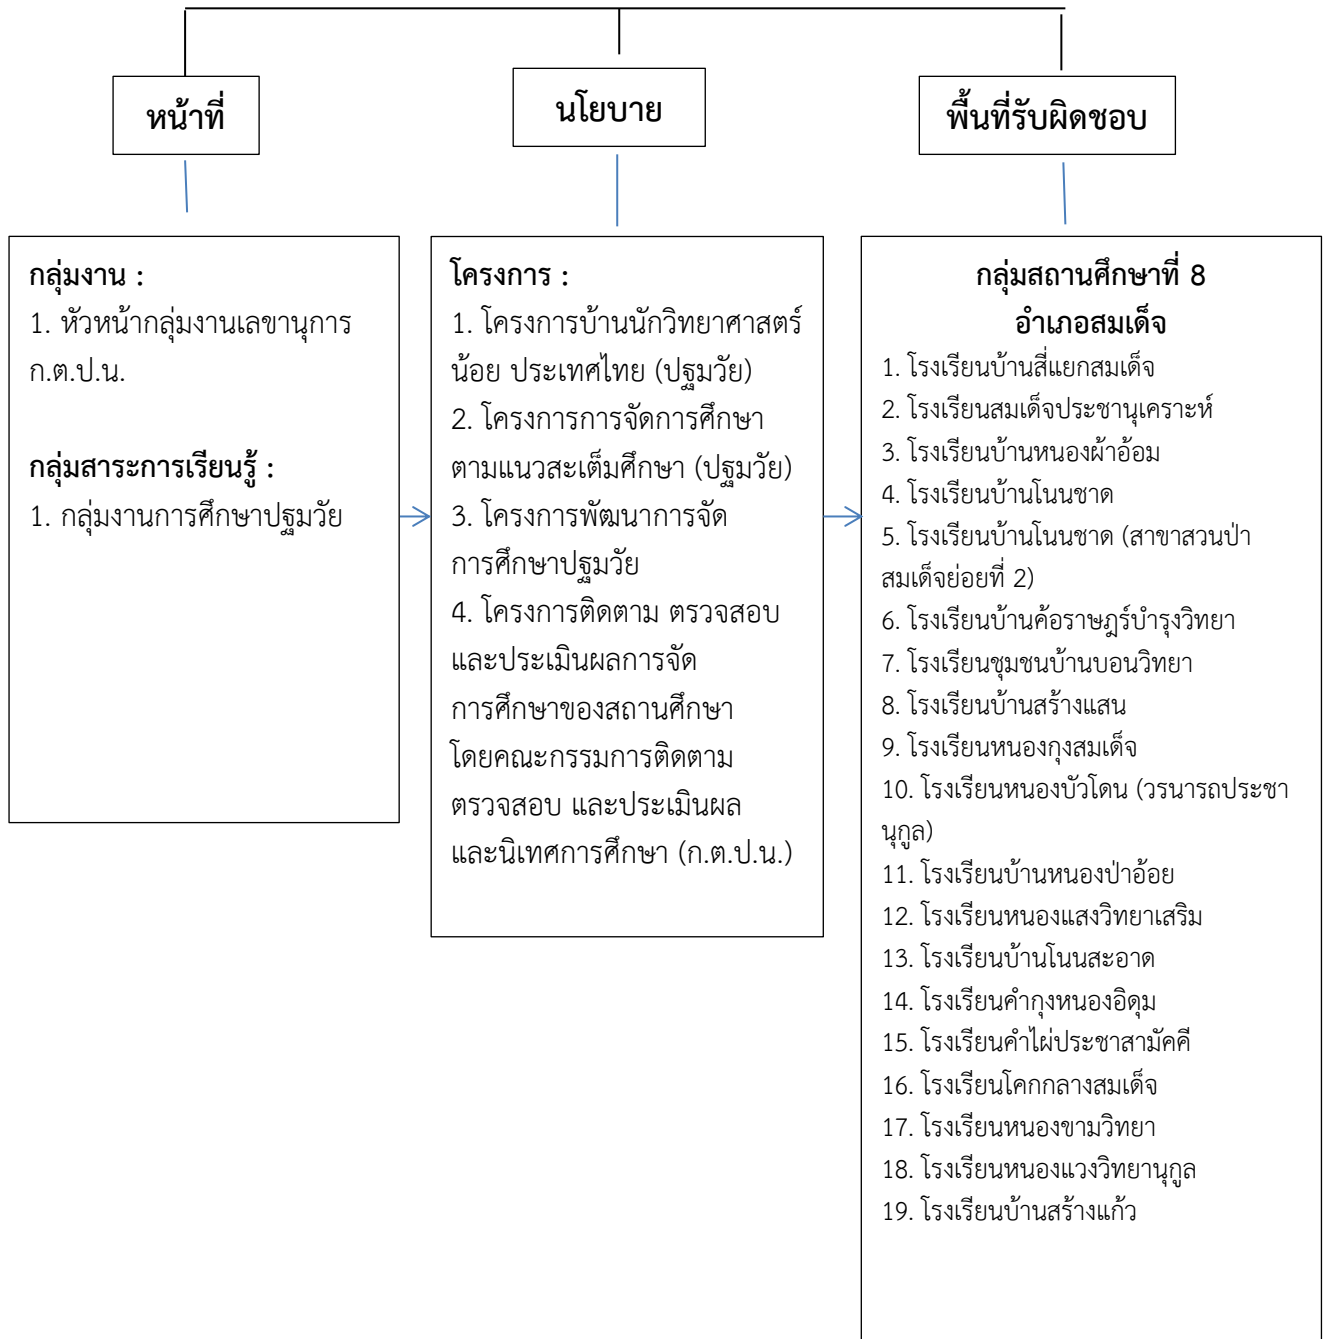 หน้าที่
นโยบาย
พื้นที่รับผิดชอบ
กลุ่มงาน :
1. หัวหน้ากลุ่มงานเลขานุการ
ก.ต.ป.น.
กลุ่มสาระการเรียนรู้ :
1. กลุ่มงานการศึกษาปฐมวัย
โครงการ :
1. โครงการบ้านนักวิทยาศาสตร์
น้อย ประเทศไทย (ปฐมวัย)
2. โครงการการจัดการศึกษา
ตามแนวสะเต็มศึกษา (ปฐมวัย)
3. โครงการพัฒนาการจัด
การศึกษาปฐมวัย
4. โครงการติดตาม ตรวจสอบ
และประเมินผลการจัด
การศึกษาของสถานศึกษา
โดยคณะกรรมการติดตาม
ตรวจสอบ และประเมินผล
และนิเทศการศึกษา (ก.ต.ป.น.)
กลุ่มสถานศึกษาที่ 8
อำเภอสมเด็จ
1. โรงเรียนบ้านสี่แยกสมเด็จ
2. โรงเรียนสมเด็จประชานุเคราะห์
3. โรงเรียนบ้านหนองผ้าอ้อม
4. โรงเรียนบ้านโนนชาด
5. โรงเรียนบ้านโนนชาด (สาขาสวนป่า
สมเด็จย่อยที่ 2)
6. โรงเรียนบ้านค้อราษฎร์บำรุงวิทยา
7. โรงเรียนชุมชนบ้านบอนวิทยา
8. โรงเรียนบ้านสร้างแสน
9. โรงเรียนหนองกุงสมเด็จ
10. โรงเรียนหนองบัวโดน (วรนารถประชา
นุกูล)
11. โรงเรียนบ้านหนองป่าอ้อย
12. โรงเรียนหนองแสงวิทยาเสริม
13. โรงเรียนบ้านโนนสะอาด
14. โรงเรียนคำกุงหนองอิดุม
15. โรงเรียนคำไผ่ประชาสามัคคี
16. โรงเรียนโคกกลางสมเด็จ
17. โรงเรียนหนองขามวิทยา
18. โรงเรียนหนองแวงวิทยานุกูล
19. โรงเรียนบ้านสร้างแก้ว